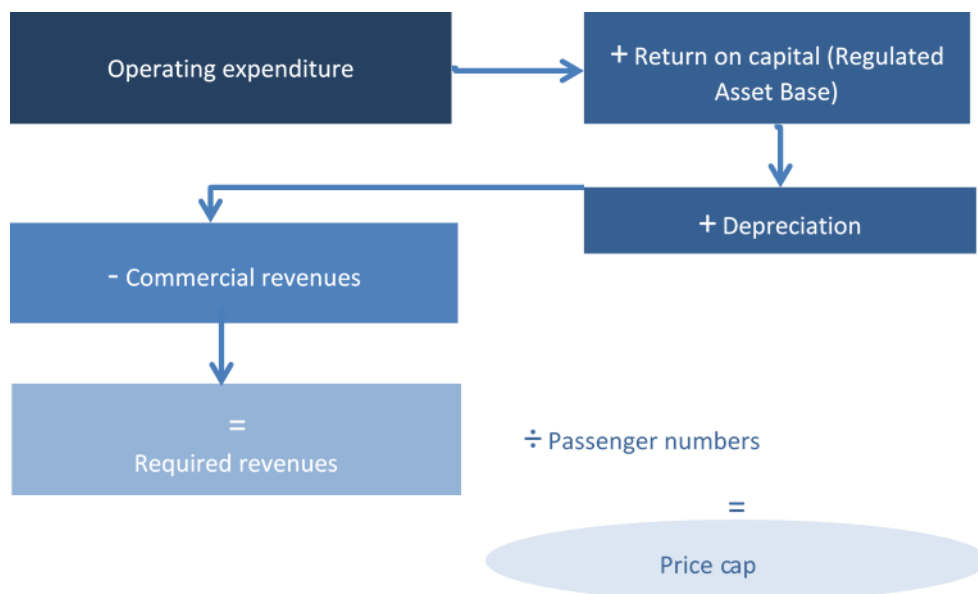 Operating expenditure
+ Return on capital (Regulated
Asset Base)
+ Depreciation
- Commercial revenues
=
Required revenues
÷ Passenger numbers
=
Price cap